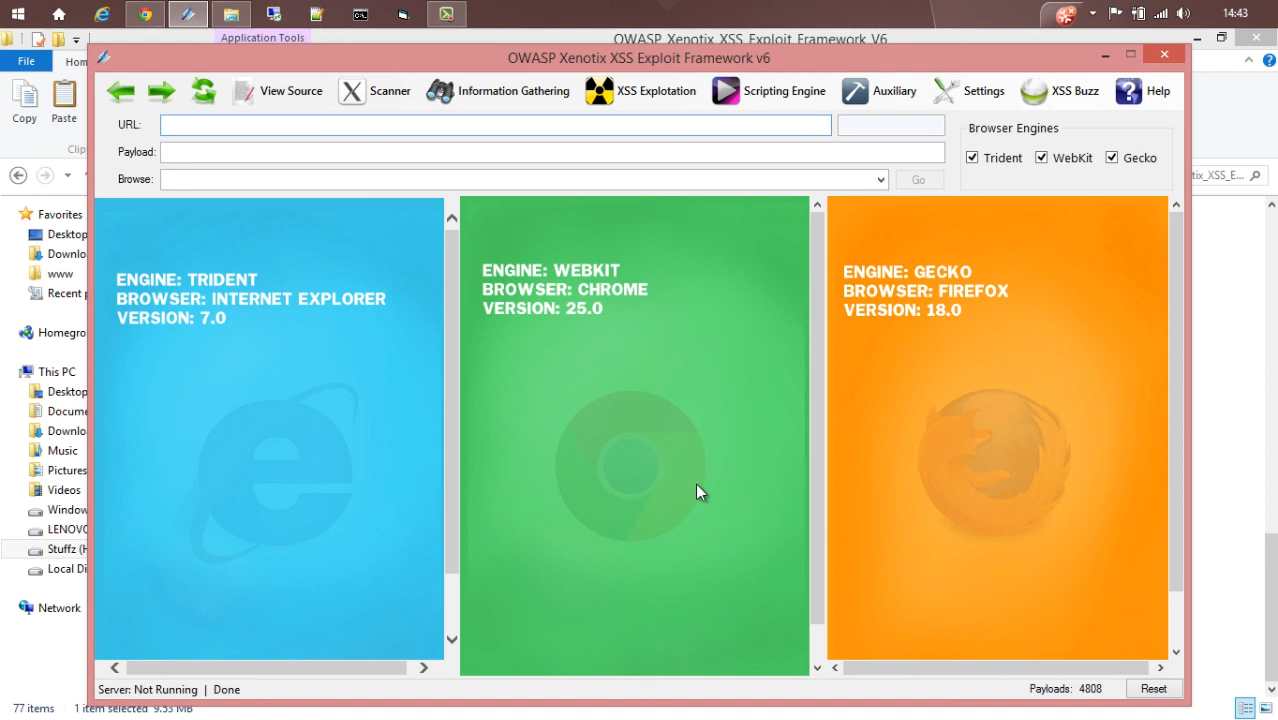 14:43
Application Tools
OWASP Xenotix XSS Exploit Framework V6
File
OWASP Xenotix XSS Exploit Framework v6
View Source
Scanner
Information Gathering
XSS Explotation
Scripting Engine
Auxiliary
Settings
XSS Buzz
Help
Copy
Paste
URL:
Browser Engines
Payload:
Trident
WebKit
Gecko
Browse:
Go
Favorites
Recent
www
Homegro
This PC
Music
Pictures
Videos
Network
ENGINE: TRIDENT
BROWSER: INTERNET EXPLORER
VERSION: 7.0
ENGINE: WEBKIT
BROWSER: CHROME
VERSION: 25.0
ENGINE: GECKO
BROWSER: FIREFOX
VERSION: 18.0
Server: Not Running | Done
Payloads: 4808
Reset
77 items
1 item selected 9.53 MB